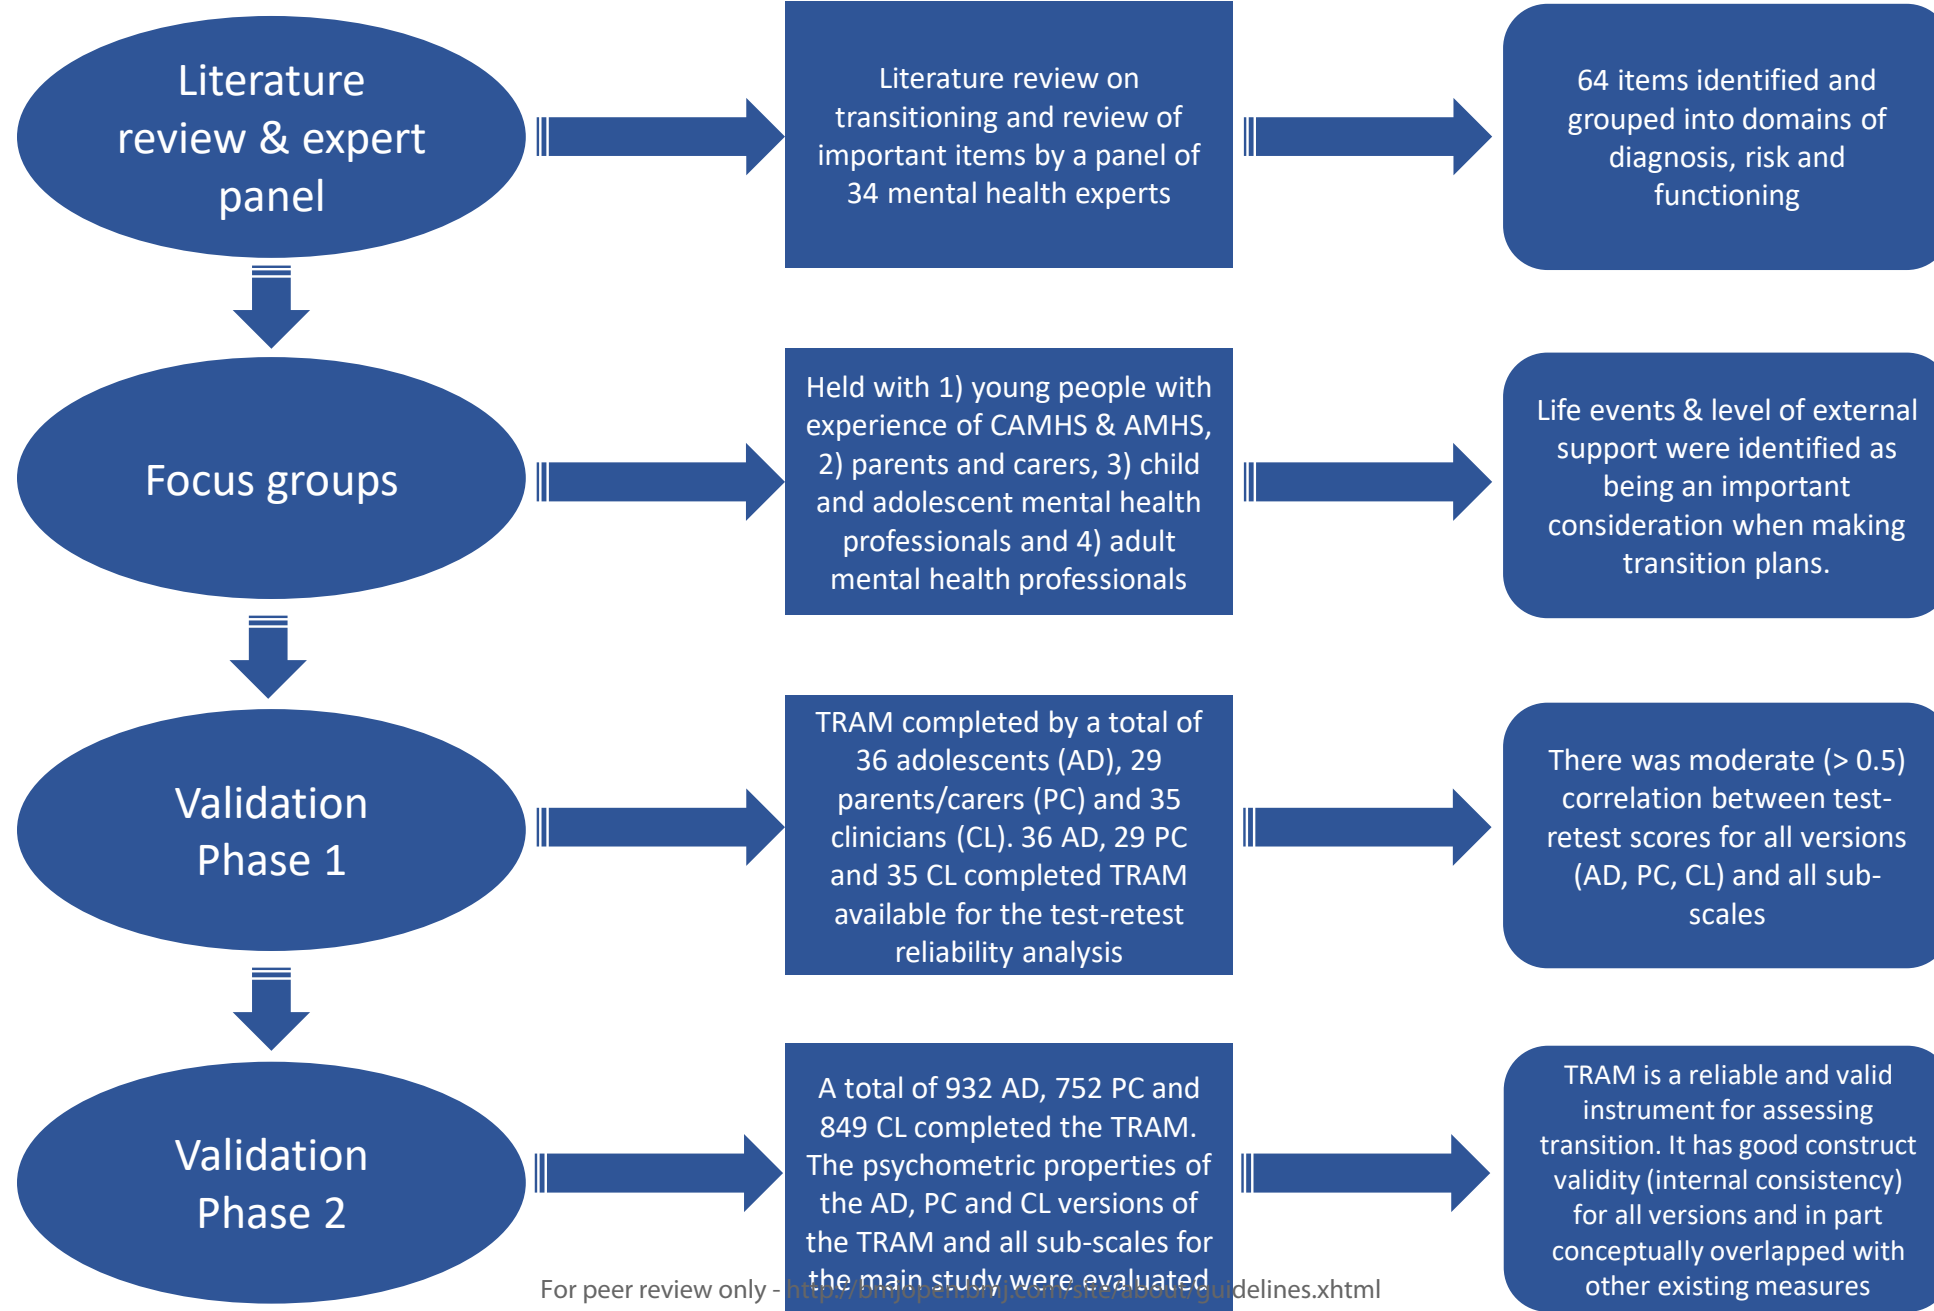 Literature
review & expert
panel
Literature review on
transitioning and review of
important items by a panel of
34 mental health experts
64 items identified and
grouped into domains of
diagnosis, risk and
functioning
Focus groups
Held with 1) young people with
experience of CAMHS & AMHS,
2) parents and carers, 3) child
and adolescent mental health
professionals and 4) adult
mental health professionals
Life events & level of external
support were identified as
being an important
consideration when making
transition plans.
Validation
Phase 1
TRAM completed by a total of
36 adolescents (AD), 29
parents/carers (PC) and 35
clinicians (CL). 36 AD, 29 PC
and 35 CL completed TRAM
available for the test-retest
reliability analysis
There was moderate (> 0.5)
correlation between test-
retest scores for all versions
(AD, PC, CL) and all sub-
scales
Validation
Phase 2
A total of 932 AD, 752 PC and
849 CL completed the TRAM.
The psychometric properties of
the AD, PC and CL versions of
the TRAM and all sub-scales for
the main study were evaluated
TRAM is a reliable and valid
instrument for assessing
transition. It has good construct
validity (internal consistency)
for all versions and in part
conceptually overlapped with
other existing measures
For peer review only - http://bmjopen.bmj.com/site/about/guidelines.xhtml